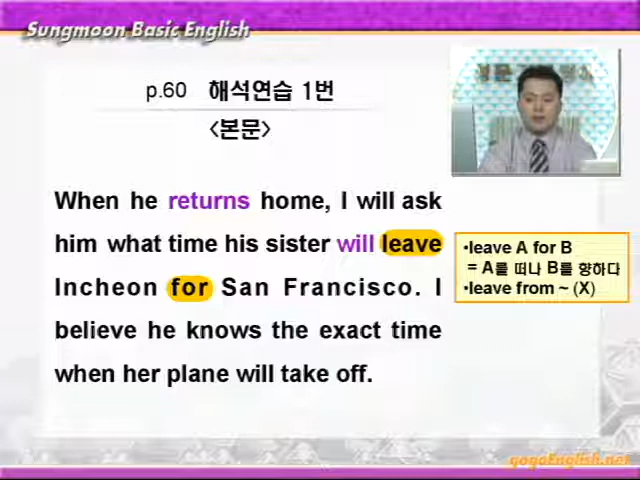 Sungmoon Basic English
p.60 해석연습 1번
<본문>
When he returns home, I will ask
him what time his sister will leave
Incheon for San Francisco. I
believe he knows the exact time
when her plane will take off.
•leave A for B
= A를 떠나 B를 향하다
•leave from ~ (X)
gogoEnglish.net